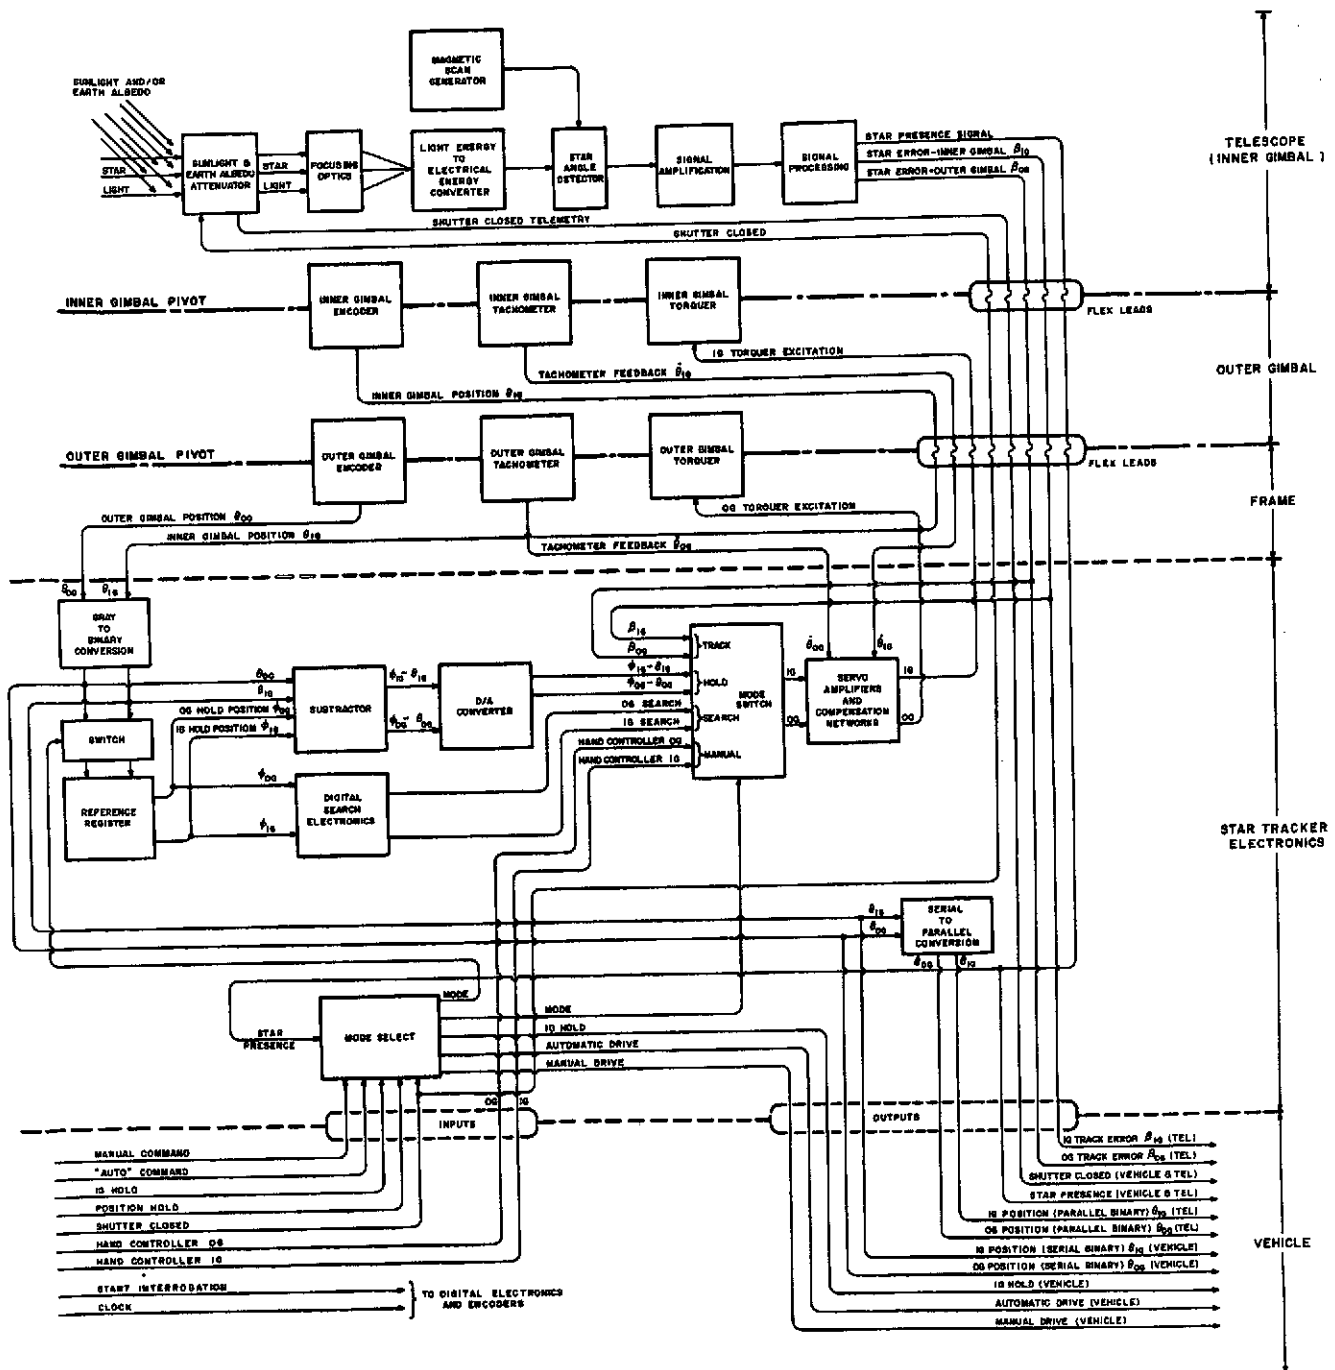 SUNLIGHT AND/OR
EARTH ALBEDO
STAR
LIGHT
SUNLIGHT &
EARTH ALBEDO
ATTENUATOR
STAR
LIGHT
FOCUSING
OPTICS
MAGNETIC
SCAN
GENERATOR
LIGHT ENERGY
TO
ELECTRICAL
ENERGY
CONVERTER
STAR
ANGLE
DETECTOR
SIGNAL
AMPLIFICATION
SIGNAL
PROCESSING
STAR PRESENCE SIGNAL
STAR ERROR-INNER GIMBAL β_IG
STAR ERROR-OUTER GIMBAL β_OG
TELESCOPE
(INNER GIMBAL)
SHUTTER CLOSED TELEMETRY
SHUTTER CLOSED
INNER GIMBAL PIVOT
INNER GIMBAL
ENCODER
INNER GIMBAL
TACHOMETER
INNER GIMBAL
TORQUER
FLEX LEADS
IG TORQUER EXCITATION
TACHOMETER FEEDBACK θ̇_IG
INNER GIMBAL POSITION θ_IG
OUTER GIMBAL
OUTER GIMBAL PIVOT
OUTER GIMBAL
ENCODER
OUTER GIMBAL
TACHOMETER
OUTER GIMBAL
TORQUER
FLEX LEADS
OG TORQUER EXCITATION
OUTER GIMBAL POSITION θ_OG
INNER GIMBAL POSITION θ_IG
TACHOMETER FEEDBACK θ̇_OG
FRAME
θ_OG
θ_IG
GRAY
TO
BINARY
CONVERSION
SWITCH
REFERENCE
REGISTER
θ_OG
θ_IG
OG HOLD POSITION ϕ_OG
IG HOLD POSITION ϕ_IG
SUBTRACTOR
ϕ_IG - θ_IG
ϕ_OG - θ_OG
D/A
CONVERTER
ϕ_OG
ϕ_IG
DIGITAL
SEARCH
ELECTRONICS
β_IG
β_OG
ϕ_IG - θ_IG
ϕ_OG - θ_OG
OG SEARCH
IG SEARCH
HAND CONTROLLER OG
HAND CONTROLLER IG
TRACK
HOLD
SEARCH
MANUAL
MODE
SWITCH
IG
OG
θ̇_OG
θ̇_IG
SERVO
AMPLIFIERS
AND
COMPENSATION
NETWORKS
IG
OG
STAR TRACKER
ELECTRONICS
θ_IG
θ_OG
SERIAL
TO
PARALLEL
CONVERSION
θ_OG
θ_IG
STAR
PRESENCE
MODE SELECT
MODE
MODE
IG HOLD
AUTOMATIC DRIVE
MANUAL DRIVE
OG
IG
INPUTS
OUTPUTS
MANUAL COMMAND
"AUTO" COMMAND
IG HOLD
POSITION HOLD
SHUTTER CLOSED
HAND CONTROLLER OG
HAND CONTROLLER IG
START INTERROGATION
CLOCK
TO DIGITAL ELECTRONICS
AND ENCODERS
IG TRACK ERROR β_IG (TEL)
OG TRACK ERROR β_OG (TEL)
SHUTTER CLOSED (VEHICLE & TEL)
STAR PRESENCE (VEHICLE & TEL)
IG POSITION (PARALLEL BINARY) θ_IG (TEL)
OG POSITION (PARALLEL BINARY) θ_OG (TEL)
IG POSITION (SERIAL BINARY) θ_IG (VEHICLE)
OG POSITION (SERIAL BINARY) θ_OG (VEHICLE)
IG HOLD (VEHICLE)
AUTOMATIC DRIVE (VEHICLE)
MANUAL DRIVE (VEHICLE)
VEHICLE